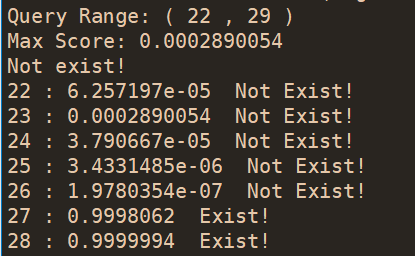 Query Range: ( 22 , 29 )
Max Score: 0.0002890054
Not exist!
22 : 6.257197e-05  Not Exist!
23 : 0.0002890054  Not Exist!
24 : 3.790667e-05  Not Exist!
25 : 3.4331485e-06  Not Exist!
26 : 1.9780354e-07  Not Exist!
27 : 0.9998062  Exist!
28 : 0.9999994  Exist!